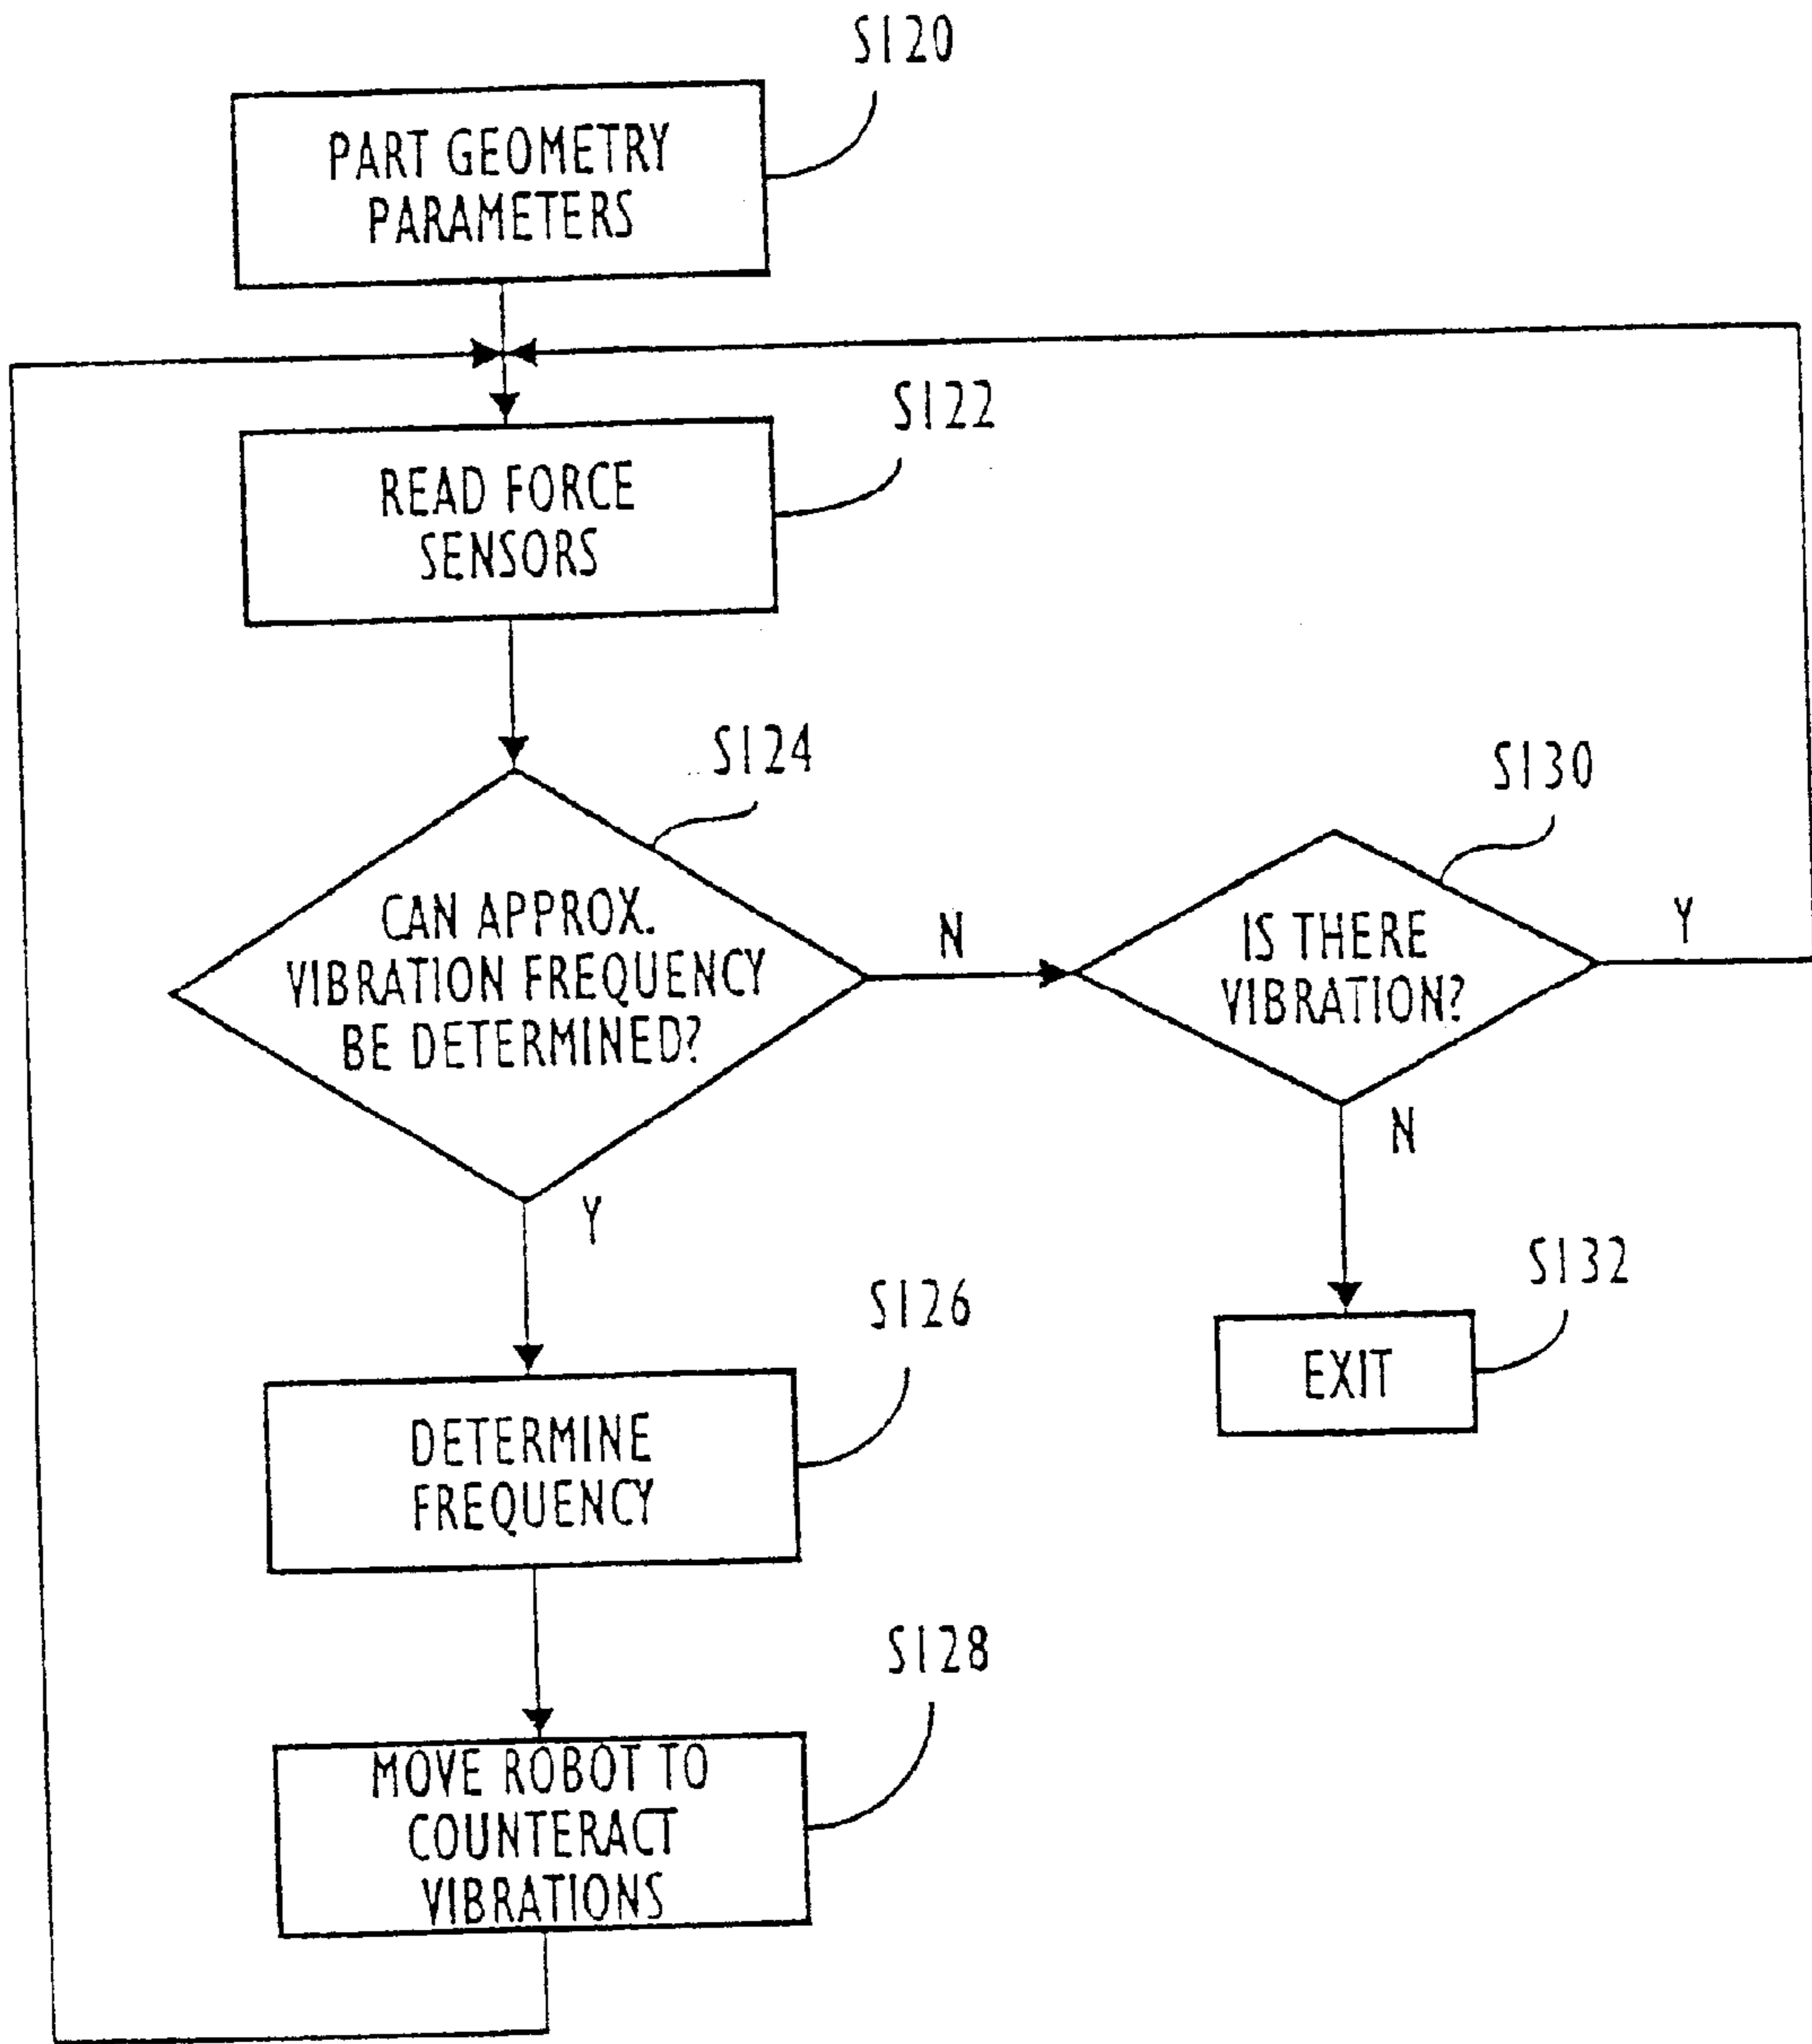 S120
PART GEOMETRY
PARAMETERS
S122
READ FORCE
SENSORS
S124
CAN APPROX.
VIBRATION FREQUENCY
BE DETERMINED?
N
Y
S130
IS THERE
VIBRATION?
Y
N
S132
EXIT
S126
DETERMINE
FREQUENCY
S128
MOVE ROBOT TO
COUNTERACT
VIBRATIONS